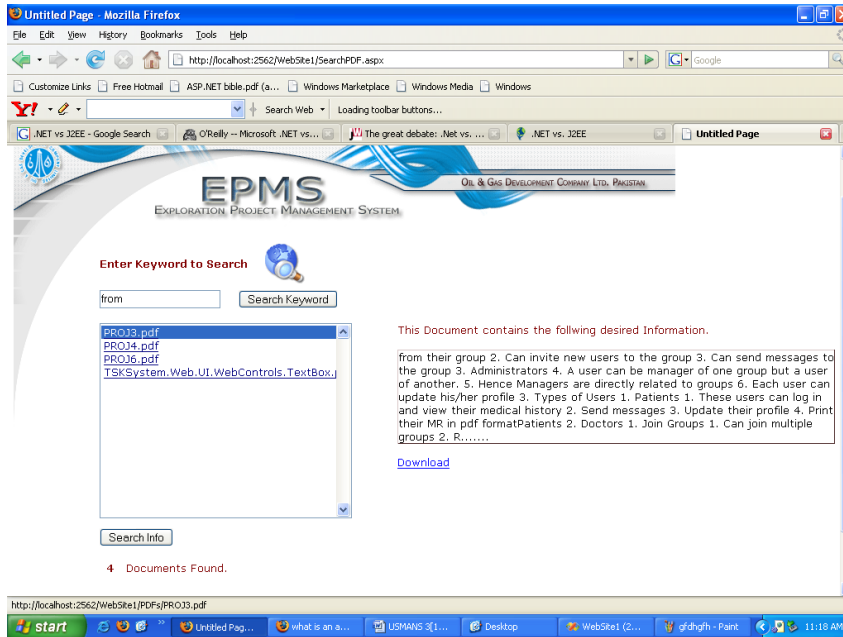 Untitled Page - Mozilla Firefox
File Edit View History Bookmarks Tools Help
http://localhost:2562/WebSite1/SearchPDF.aspx
G Google
Customize Links Free Hotmail ASP.NET bible.pdf (a... Windows Marketplace Windows Media Windows
Y! Search Web Loading toolbar buttons...
.NET vs J2EE - Google Search O'Reilly -- Microsoft .NET vs... The great debate: .Net vs. ... .NET vs. J2EE Untitled Page
EPMS
OIL & GAS DEVELOPMENT COMPANY LTD. PAKISTAN
EXPLORATION PROJECT MANAGEMENT SYSTEM
Enter Keyword to Search
from Search Keyword
PROJ3.pdf
PROJ4.pdf
PROJ6.pdf
TSKSystem.Web.UI.WebControls.TextBox.
This Document contains the follwing desired Information.
from their group 2. Can invite new users to the group 3. Can send messages to
the group 3. Administrators 4. A user can be manager of one group but a user
of another. 5. Hence Managers are directly related to groups 6. Each user can
update his/her profile 3. Types of Users 1. Patients 1. These users can log in
and view their medical history 2. Send messages 3. Update their profile 4. Print
their MR in pdf formatPatients 2. Doctors 1. Join Groups 1. Can join multiple
groups 2. R.......
Download
Search Info
4 Documents Found.
http://localhost:2562/WebSite1/PDFs/PROJ3.pdf
start Untitled Pag... what is an a... USMANS 3[1... Desktop WebSite1 (2... gfdhgfh - Paint 11:18 AM